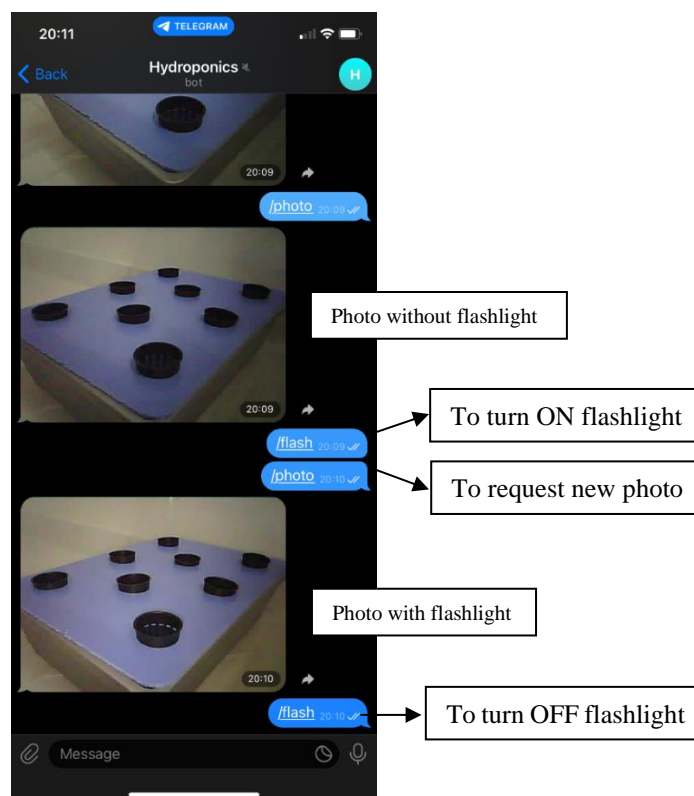 20:11
TELEGRAM
Back
Hydroponics
bot
H
20:09
/photo 20:09
Photo without flashlight
20:09
/flash 20:09
To turn ON flashlight
/photo 20:10
To request new photo
Photo with flashlight
20:10
/flash 20:10
To turn OFF flashlight
Message